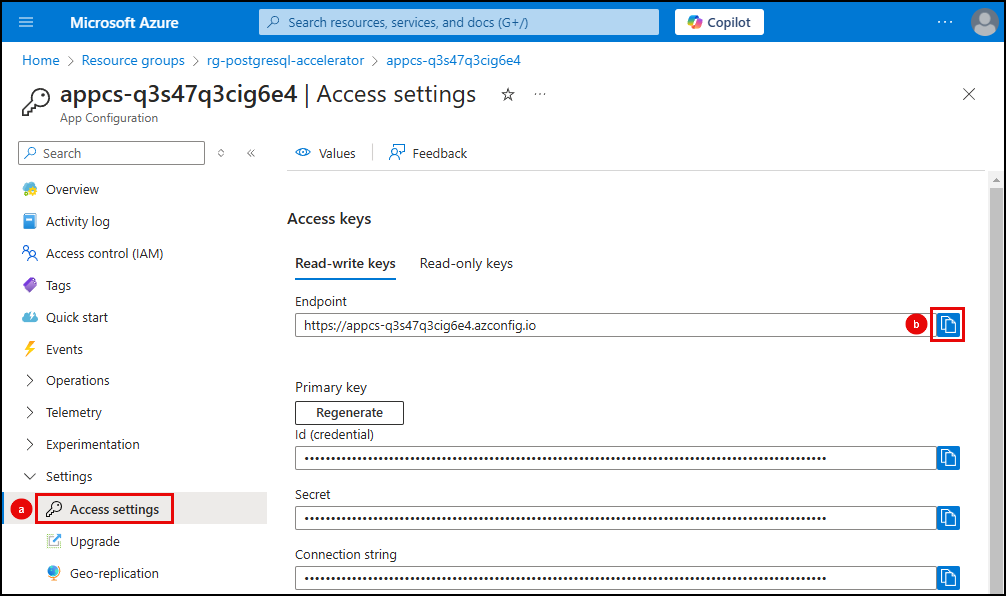 Microsoft Azure
Search resources, services, and docs (G+/)
Copilot
...
Home > Resource groups > rg-postgresql-accelerator > appcs-q3s47q3cig6e4
appcs-q3s47q3cig6e4 | Access settings
...
App Configuration
Search
Values
Feedback
Overview
Activity log
Access control (IAM)
Tags
Quick start
Events
Operations
Telemetry
Experimentation
Settings
a
Access settings
Upgrade
Geo-replication
Access keys
Read-write keys
Read-only keys
Endpoint
https://appcs-q3s47q3cig6e4.azconfig.io
b
Primary key
Regenerate
Id (credential)
Secret
Connection string